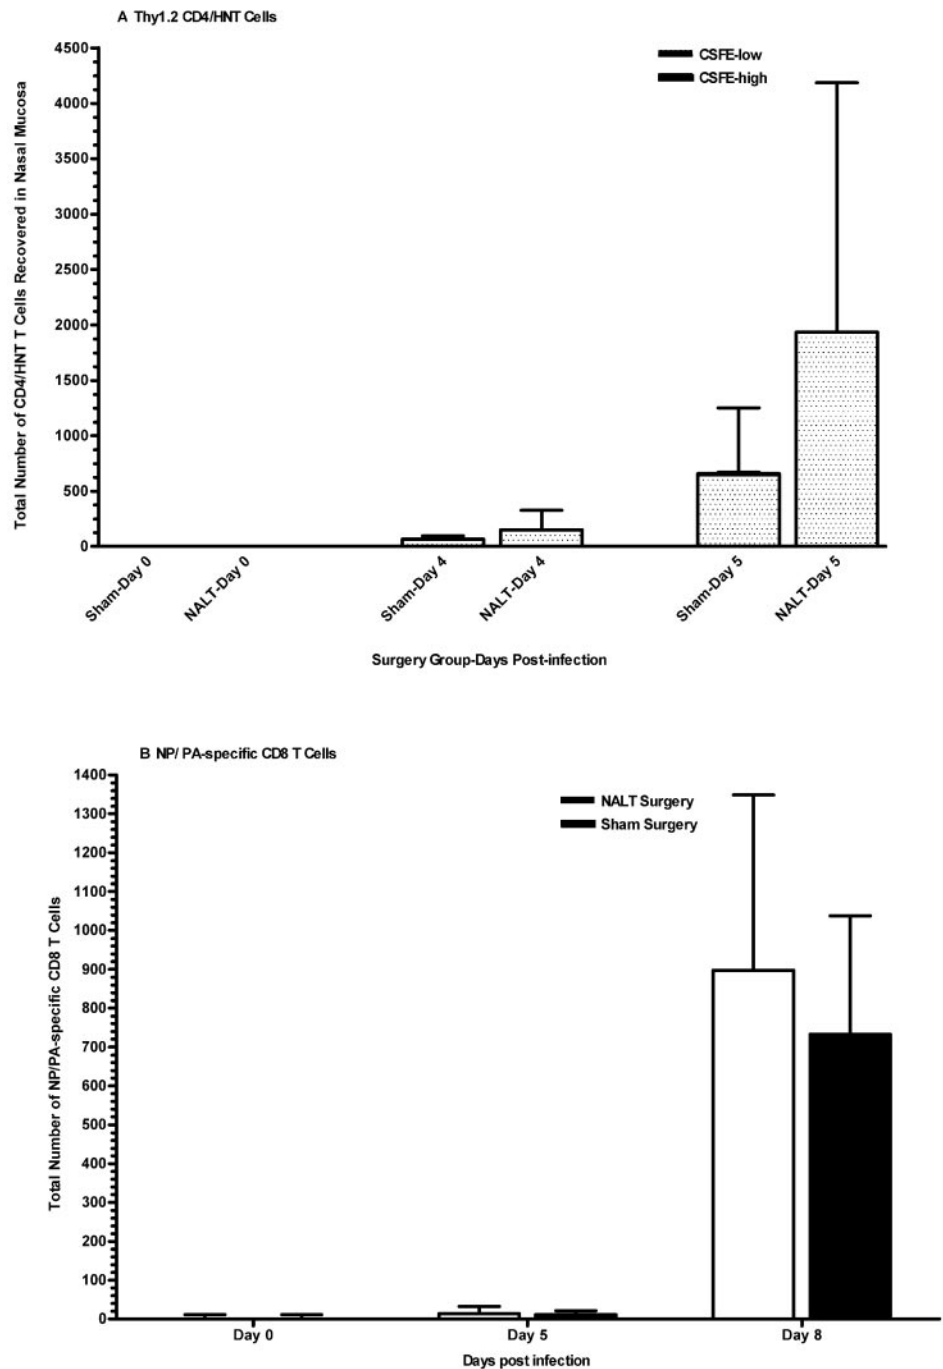 A Thy1.2 CD4/HNT Cells
CSFE-low
CSFE-high
Total Number of CD4/HNT T Cells Recovered in Nasal Mucosa
4500
4000
3500
3000
2500
2000
1500
1000
500
0
Sham-Day 0
NALT-Day 0
Sham-Day 4
NALT-Day 4
Sham-Day 5
NALT-Day 5
Surgery Group-Days Post-infection
B NP/ PA-specific CD8 T Cells
NALT Surgery
Sham Surgery
Total Number of NP/PA-specific CD8 T Cells
1400
1300
1200
1100
1000
900
800
700
600
500
400
300
200
100
0
Day 0
Day 5
Day 8
Days post infection